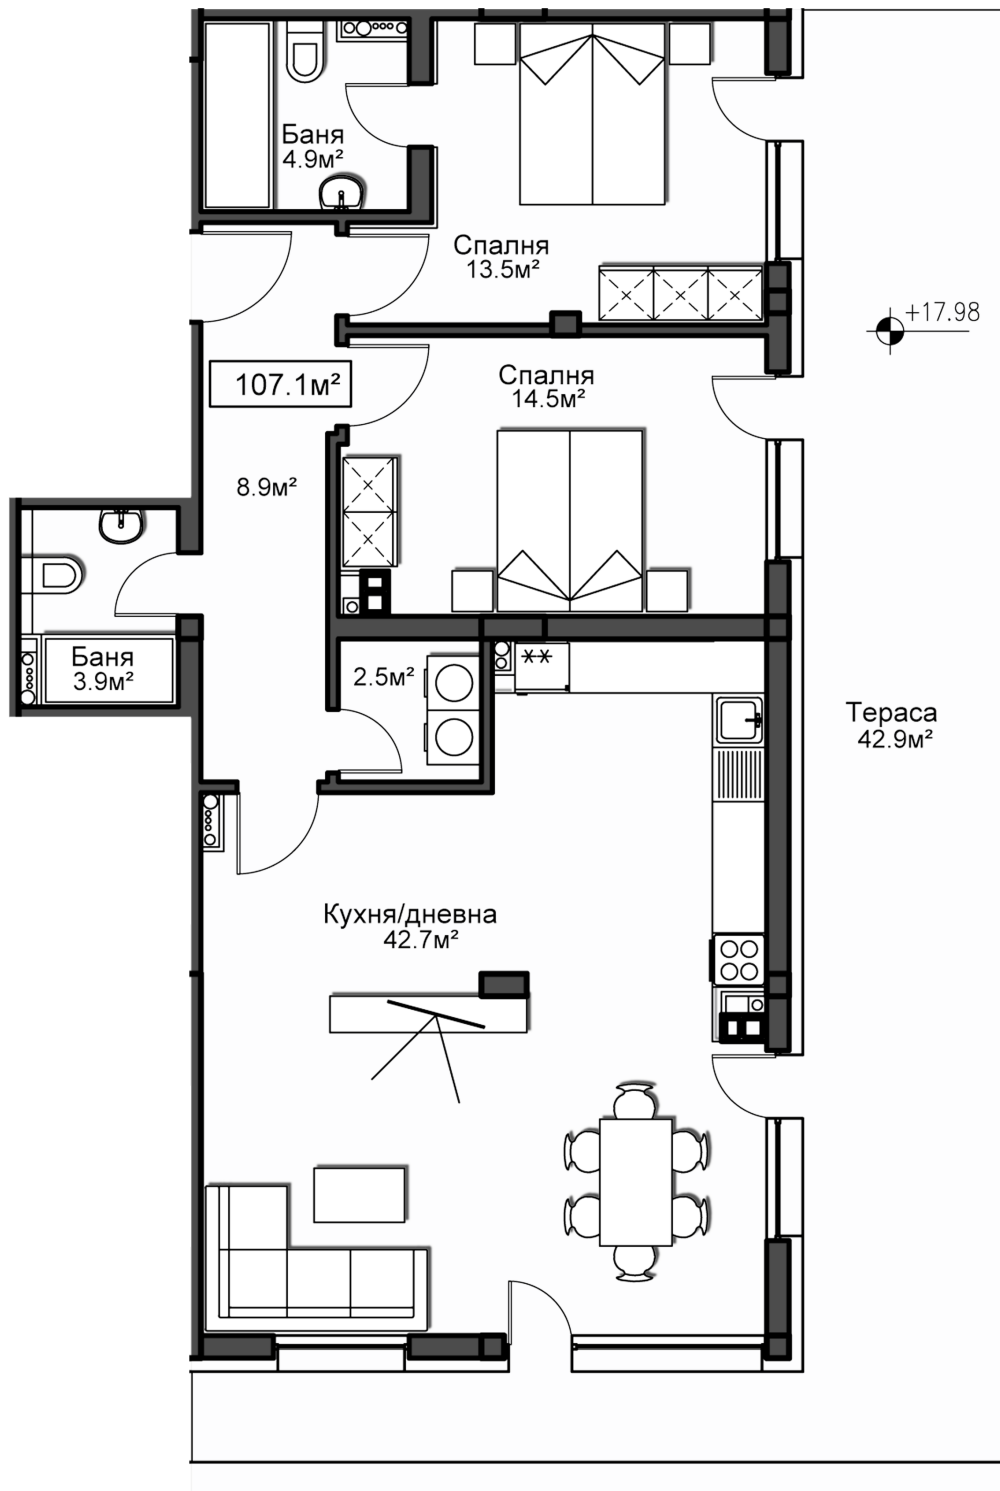 Баня
4.9м²
Спалня
13.5м²
+17.98
107.1м²
Спалня
14.5м²
8.9м²
Баня
3.9м²
2.5м²
**
Тераса
42.9м²
Кухня/дневна
42.7м²